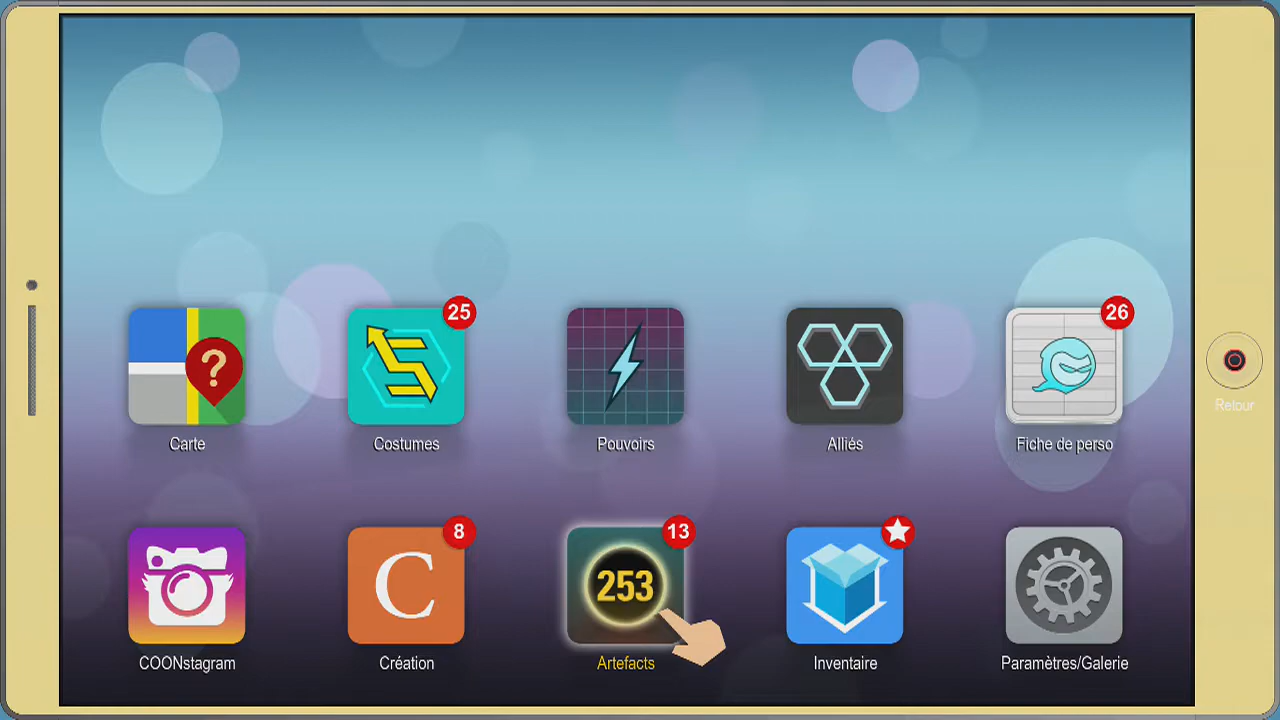 25
26
?
Carte
Costumes
Pouvoirs
Alliés
Fiche de perso
Retour
8
13
C
253
COONstagram
Création
Artefacts
Inventaire
Paramètres/Galerie